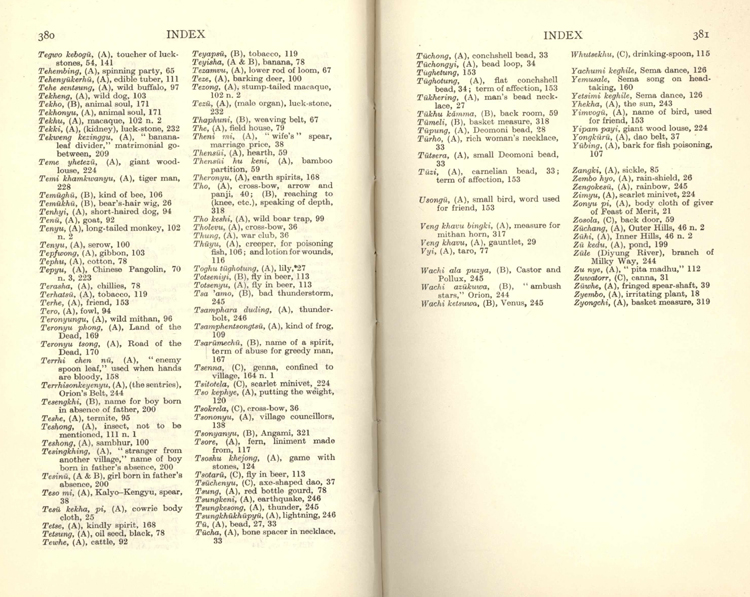 380
INDEX
Tegwo kebogü, (A), toucher of luck-
stones, 54, 141
Tehembing, (A), spinning party, 65
Tehenyükerhü, (A), edible tuber, 111
Tehe sentsung, (A), wild buffalo, 97
Tekheng, (A), wild dog, 103
Tekho, (B), animal soul, 171
Tekhonyu, (A), animal soul, 171
Tekhu, (A), macaque, 102 n. 2
Tekki, (A), (kidney), luck-stone, 232
Tekweng kezinggu, (A), "banana-
leaf divider," matrimonial go-
between, 209
Teme ghetezü, (A), giant wood-
louse, 224
Temi khamkwanyu, (A), tiger man,
228
Temüghü, (B), kind of bee, 106
Temükhü, (B), bear's-hair wig, 26
Tenhyi, (A), short-haired dog, 94
Tenü, (A), goat, 92
Tenyu, (A), long-tailed monkey, 102
n. 2
Tenyu, (A), serow, 100
Tepfwong, (A), gibbon, 103
Tephu, (A), cotton, 78
Tepyu, (A), Chinese Pangolin, 70
n. 3, 223
Terasha, (A), chillies, 78
Terhatsü, (A), tobacco, 119
Terhe, (A), friend, 153
Tero, (A), fowl, 94
Teronyungu, (A), wild mithan, 96
Teronyu phong, (A), Land of the
Dead, 169
Teronyu tsong, (A), Road of the
Dead, 170
Terrhi chen nü, (A), "enemy
spoon leaf," used when hands
are bloody, 158
Terrhisonkeyenyu, (A), (the sentries),
Orion's Belt, 244
Tesengkhi, (B), name for boy born
in absence of father, 200
Teshe, (A), termite, 95
Teshong, (A), insect, not to be
mentioned, 111 n. 1
Teshong, (A), sambhur, 100
Tesingkhing, (A), "stranger from
another village," name of boy
born in father's absence, 200
Tesinü, (A & B), girl born in father's
absence, 200
Teso mi, (A), Kalyo-Kengyu, spear,
38
Tesü kekha, pi, (A), cowrie body
cloth, 25
Tetse, (A), kindly spirit, 168
Tetsung, (A), oil seed, black, 78
Tewhe, (A), cattle, 92
Teyapsü, (B), tobacco, 119
Teyisha, (A & B), banana, 78
Tezamvu, (A), lower rod of loom, 67
Teze, (A), barking deer, 100
Tezong, (A), stump-tailed macaque,
102 n. 2
Tezü, (A), (male organ), luck-stone,
232
Thaphuni, (B), weaving belt, 67
The, (A), field house, 79
Themi rni, (A), "wife's" spear,
marriage price, 38
Thensüi, (A), hearth, 59
Thensüi hu keni, (A), bamboo
partition, 59
Theronyu, (A), earth spirits, 168
Tho, (A), cross-bow, arrow and
panji, 40; (B), reaching to
(knee, etc.), speaking of depth,
318
Tho keshi, (A), wild boar trap, 99
Tholevu, (A), cross-bow, 36
Thung, (A), war club, 36
Thüyu, (A), creeper, for poisoning
fish, 106; and lotion for wounds,
116
Toghu tüghotung, (A), lily, 27
Totseniyi, (B), fly in beer, 113
Totsenyu, (A), fly in beer, 113
Tsa 'amo, (B), bad thunderstorm,
245
Tsamphara duding, (A), thunder-
bolt, 246
Tsamphentsongtsü, (A), kind of frog,
109
Tsarümechü, (B), name of a spirit,
term of abuse for greedy man,
167
Tsenna, (C), genna, confined to
village, 164 n. 1
Tsitotela, (C), scarlet minivet, 224
Tso kephye, (A), putting the weight,
120
Tsokrela, (C), cross-bow, 36
Tsononyu, (A), village councillors,
138
Tsonyanyu, (B), Angami, 321
Tsore, (A), fern, liniment made
from, 117
Tsoshu khejong, (A), game with
stones, 124
Tsotarü, (C), fly in beer, 113
Tsüchenyu, (C), axe-shaped dao, 37
Tsung, (A), red bottle gourd, 78
Tsungkeni, (A), earthquake, 246
Tsungkesong, (A), thunder, 245
Tsungkhükhüpyü, (A), lightning, 246
Tü, (A), bead, 27, 33
Tücha, (A), bone spacer in necklace,
33
INDEX
381
Tüchong, (A), conchshell bead, 33
Tüchongyi, (A), bead loop, 34
Tughetung, 153
Tüghotung, (A), flat conchshell
bead, 34; term of affection, 153
Tükhering, (A), man's bead neck-
lace, 27
Tükhu kümma, (B), back room, 59
Tümeli, (B), basket measure, 318
Tüpung, (A), Deomoni bead, 28
Türho, (A), rich woman's necklace,
33
Tütsera, (A), small Deomoni bead,
33
Tüzi, (A), carnelian bead, 33;
term of affection, 153
Usongü, (A), small bird, word used
for friend, 153
Veng khavu bingki, (A), measure for
mithan horn, 317
Veng khavu, (A), gauntlet, 29
Vyi, (A), taro, 77
Wachi ala puzya, (B), Castor and
Pollux, 245
Wachi azükuwa, (B), "ambush
stars," Orion, 244
Wachi ketsuwo, (B), Venus, 245
Whutsekhu, (C), drinking-spoon, 115
Yachumi keghile, Sema dance, 126
Yemusale, Sema song on head-
taking, 160
Yetsimi keghile, Sema dance, 126
Yhekha, (A), the sun, 243
Yimvogü, (A), name of bird, used
for friend, 153
Yipam payi, giant wood louse, 224
Yongkürü, (A), dao belt, 37
Yübing, (A), bark for fish poisoning,
107
Zangki, (A), sickle, 85
Zembo hyo, (A), rain-shield, 26
Zengokesü, (A), rainbow, 245
Zimyu, (A), scarlet minivet, 224
Zonyu pi, (A), body cloth of giver
of Feast of Merit, 21
Zosola, (C), back door, 59
Züchang, (A), Outer Hills, 46 n. 2
Zühi, (A), Inner Hills, 46 n. 2
Zü kedu, (A), pond, 199
Züle (Diyung River), branch of
Milky Way, 244
Zu nye, (A), "pita madhu," 112
Zuwatorr, (C), canna, 31
Züwhe, (A), fringed spear-shaft, 39
Zyembo, (A), irritating plant, 18
Zyongchi, (A), basket measure, 319